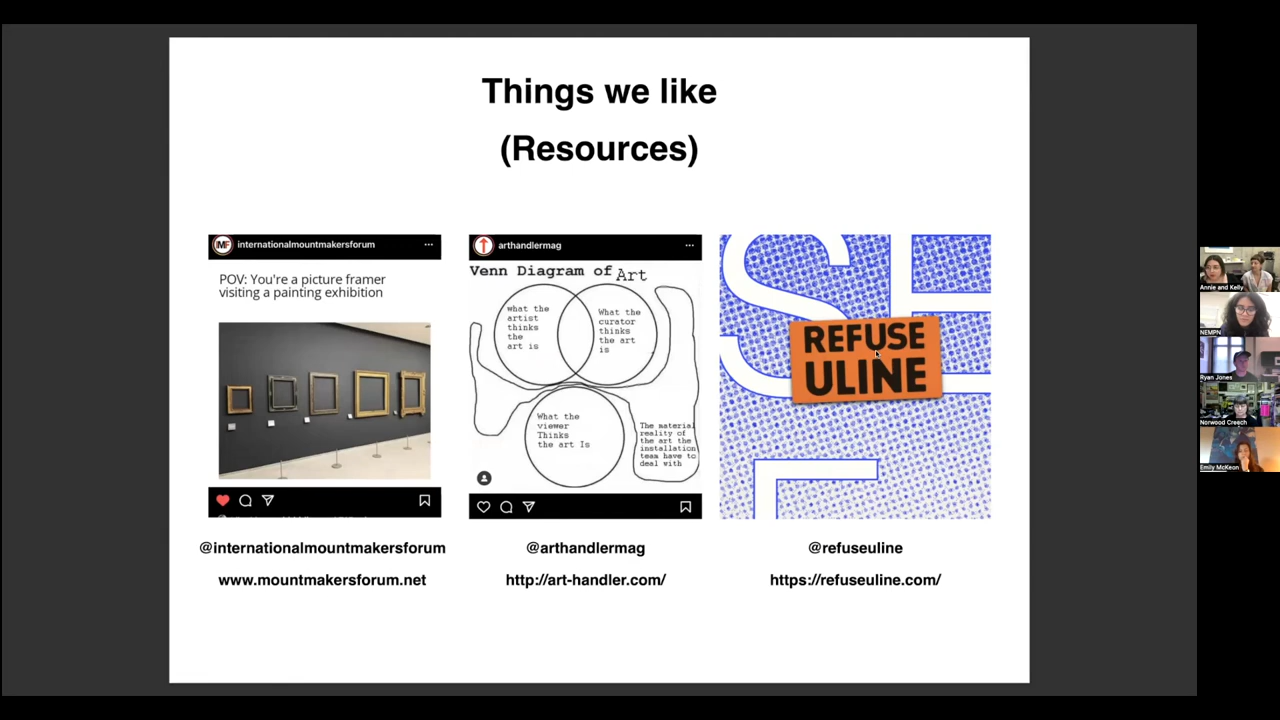 Things we like
(Resources)
IMF internationalmountmakersforum
POV: You're a picture framer
visiting a painting exhibition
@internationalmountmakersforum
www.mountmakersforum.net
arthandlermag
Venn Diagram of Art
what the
artist
thinks
the
art is
What the
curator
thinks
the art
is
What the
viewer
Thinks
the art Is
The material
reality of
the art the
installation
team have to
deal with
@arthandlermag
http://art-handler.com/
SE
REFUSE
ULINE
@refuseuline
https://refuseuline.com/
Annie and Kelly
NEMPN
Ryan Jones
Norwood Creech
Emily McKeon